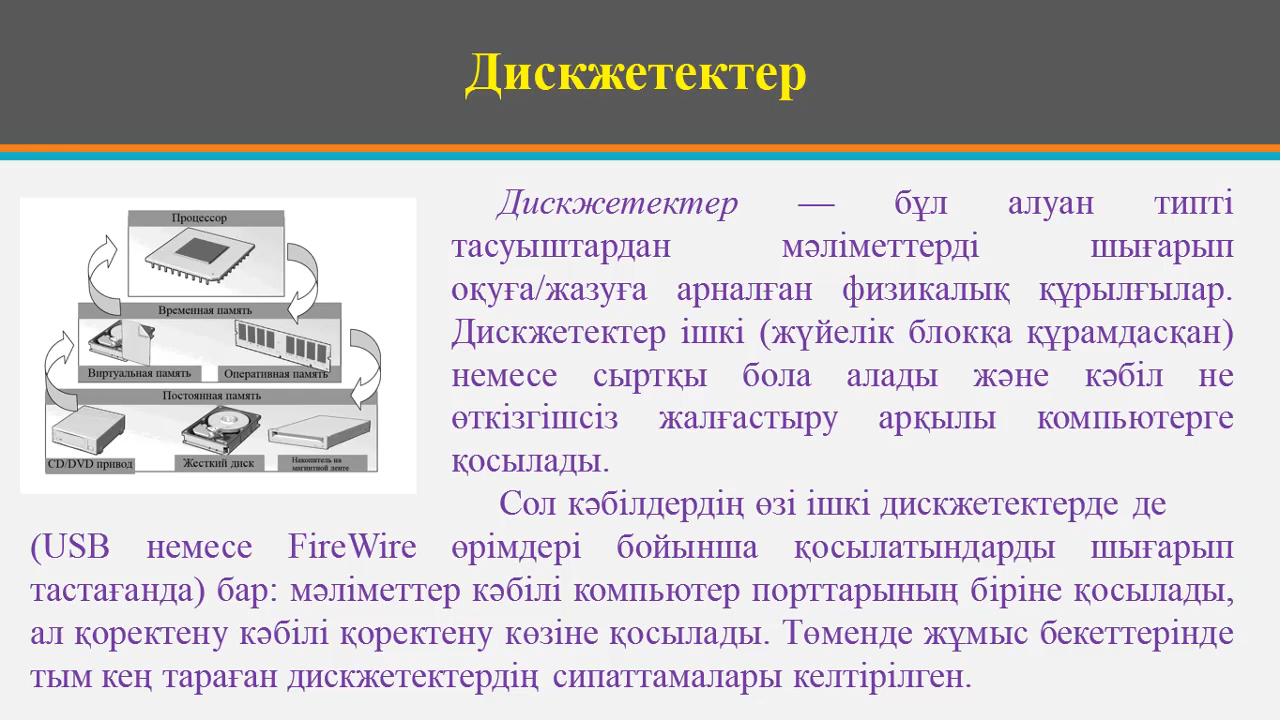 Дискжетектер
Процессор
Временная память
Виртуальная память
Оперативная память
Постоянная память
CD/DVD привод
Жесткий диск
Накопитель на
магнитной ленте
Дискжетектер — бұл алуан типті
тасуыштардан мәліметтерді шығарып
оқуға/жазуға арналған физикалық құрылғылар.
Дискжетектер ішкі (жүйелік блокқа құрамдасқан)
немесе сыртқы бола алады және кәбіл не
өткізгішсіз жалғастыру арқылы компьютерге
қосылады.
Сол кәбілдердің өзі ішкі дискжетектерде де
(USB немесе FireWire өрімдері бойынша қосылатындарды шығарып
тастағанда) бар: мәліметтер кәбілі компьютер порттарының біріне қосылады,
ал қоректену кәбілі қоректену көзіне қосылады. Төменде жұмыс бекеттерінде
тым кең тараған дискжетектердің сипаттамалары келтірілген.